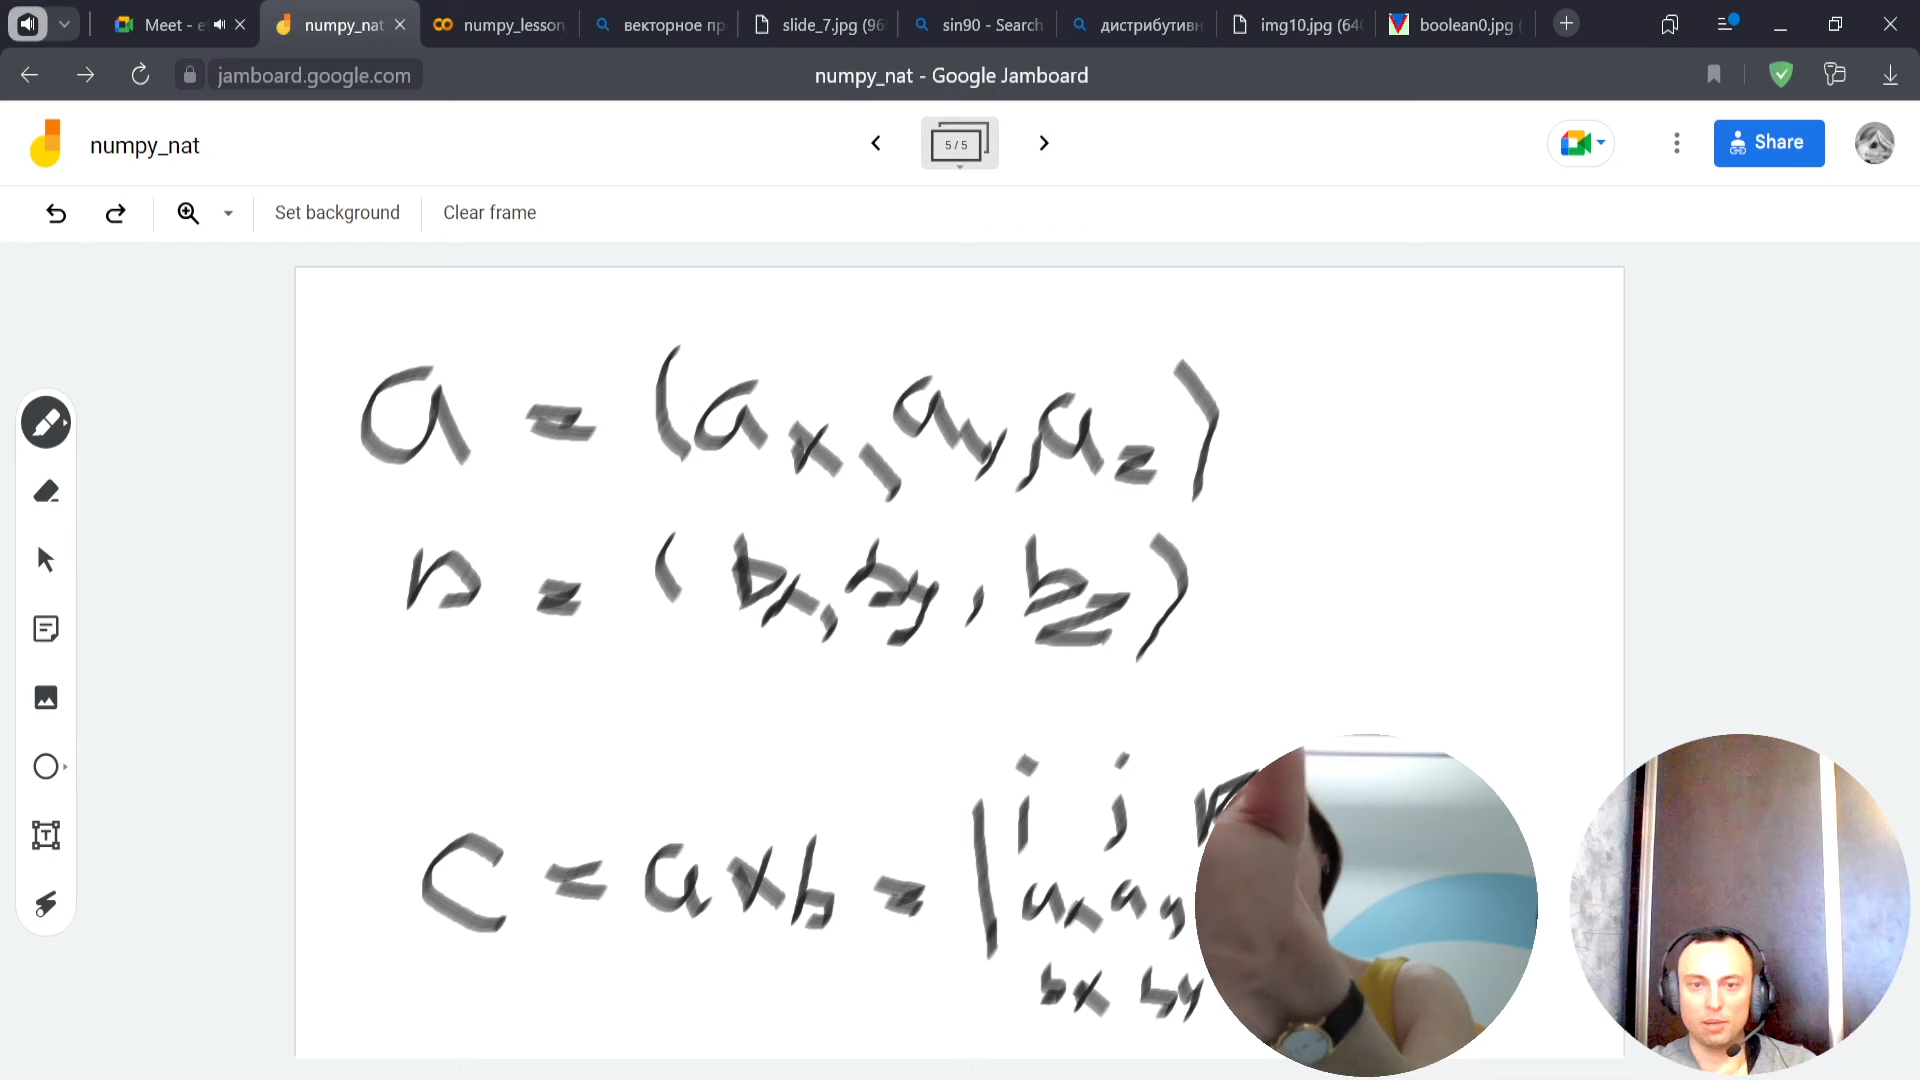 Meet - e
numpy_nat
numpy_lesson
векторное пр
slide_7.jpg (96
sin90 - Search
дистрибутивн
img10.jpg (640
boolean0.jpg (
jamboard.google.com
numpy_nat - Google Jamboard
numpy_nat
5 / 5
Share
Set background
Clear frame
a = (ax, ay, az)
b = (bx, by, bz)
i j
c = a x b = | ax ay
bx by